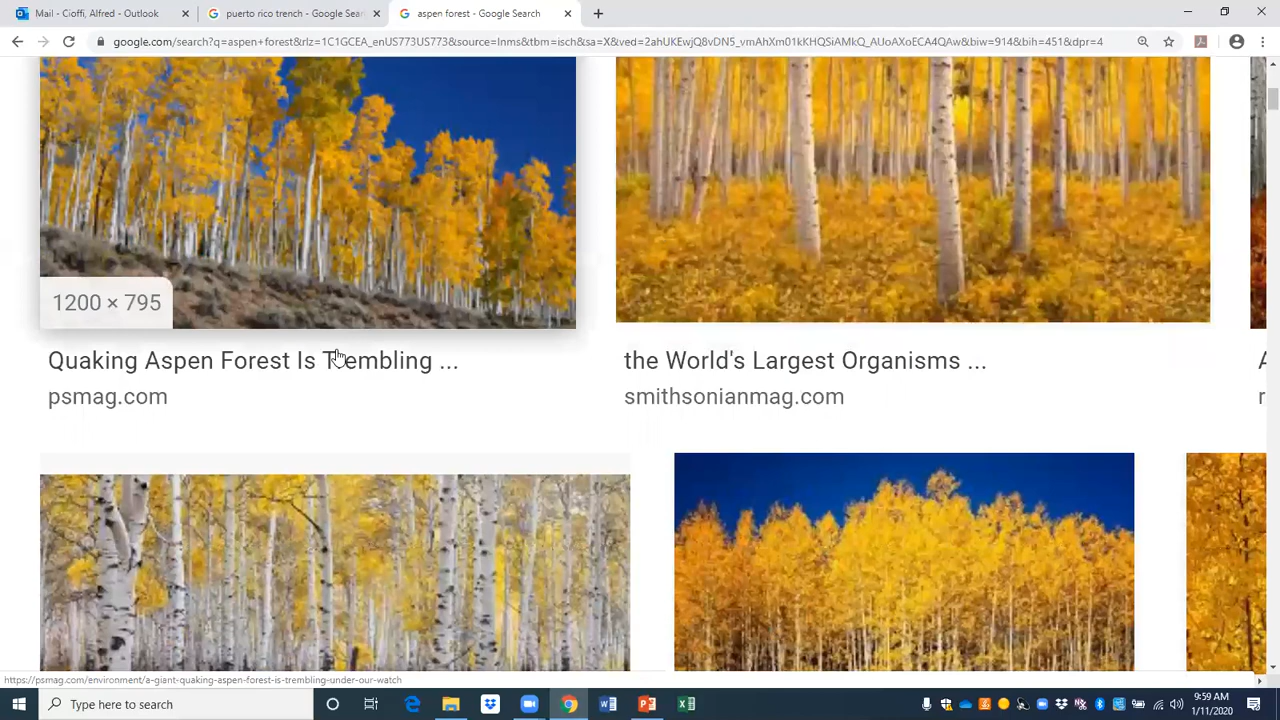 Mail - Cioffi, Alfred - Outlook
puerto rico trench - Google Sear
aspen forest - Google Search
google.com/search?q=aspen+forest&rlz=1C1GCEA_enUS773US773&source=lnms&tbm=isch&sa=X&ved=2ahUKEwjQ8vDN5_vmAhXm01kKHQSiAMkQ_AUoAXoECA4QAw&biw=914&bih=451&dpr=4
1200 × 795
Quaking Aspen Forest Is Trembling ...
psmag.com
the World's Largest Organisms ...
smithsonianmag.com
A
r
https://psmag.com/environment/a-giant-quaking-aspen-forest-is-trembling-under-our-watch
Type here to search
9:59 AM
1/11/2020